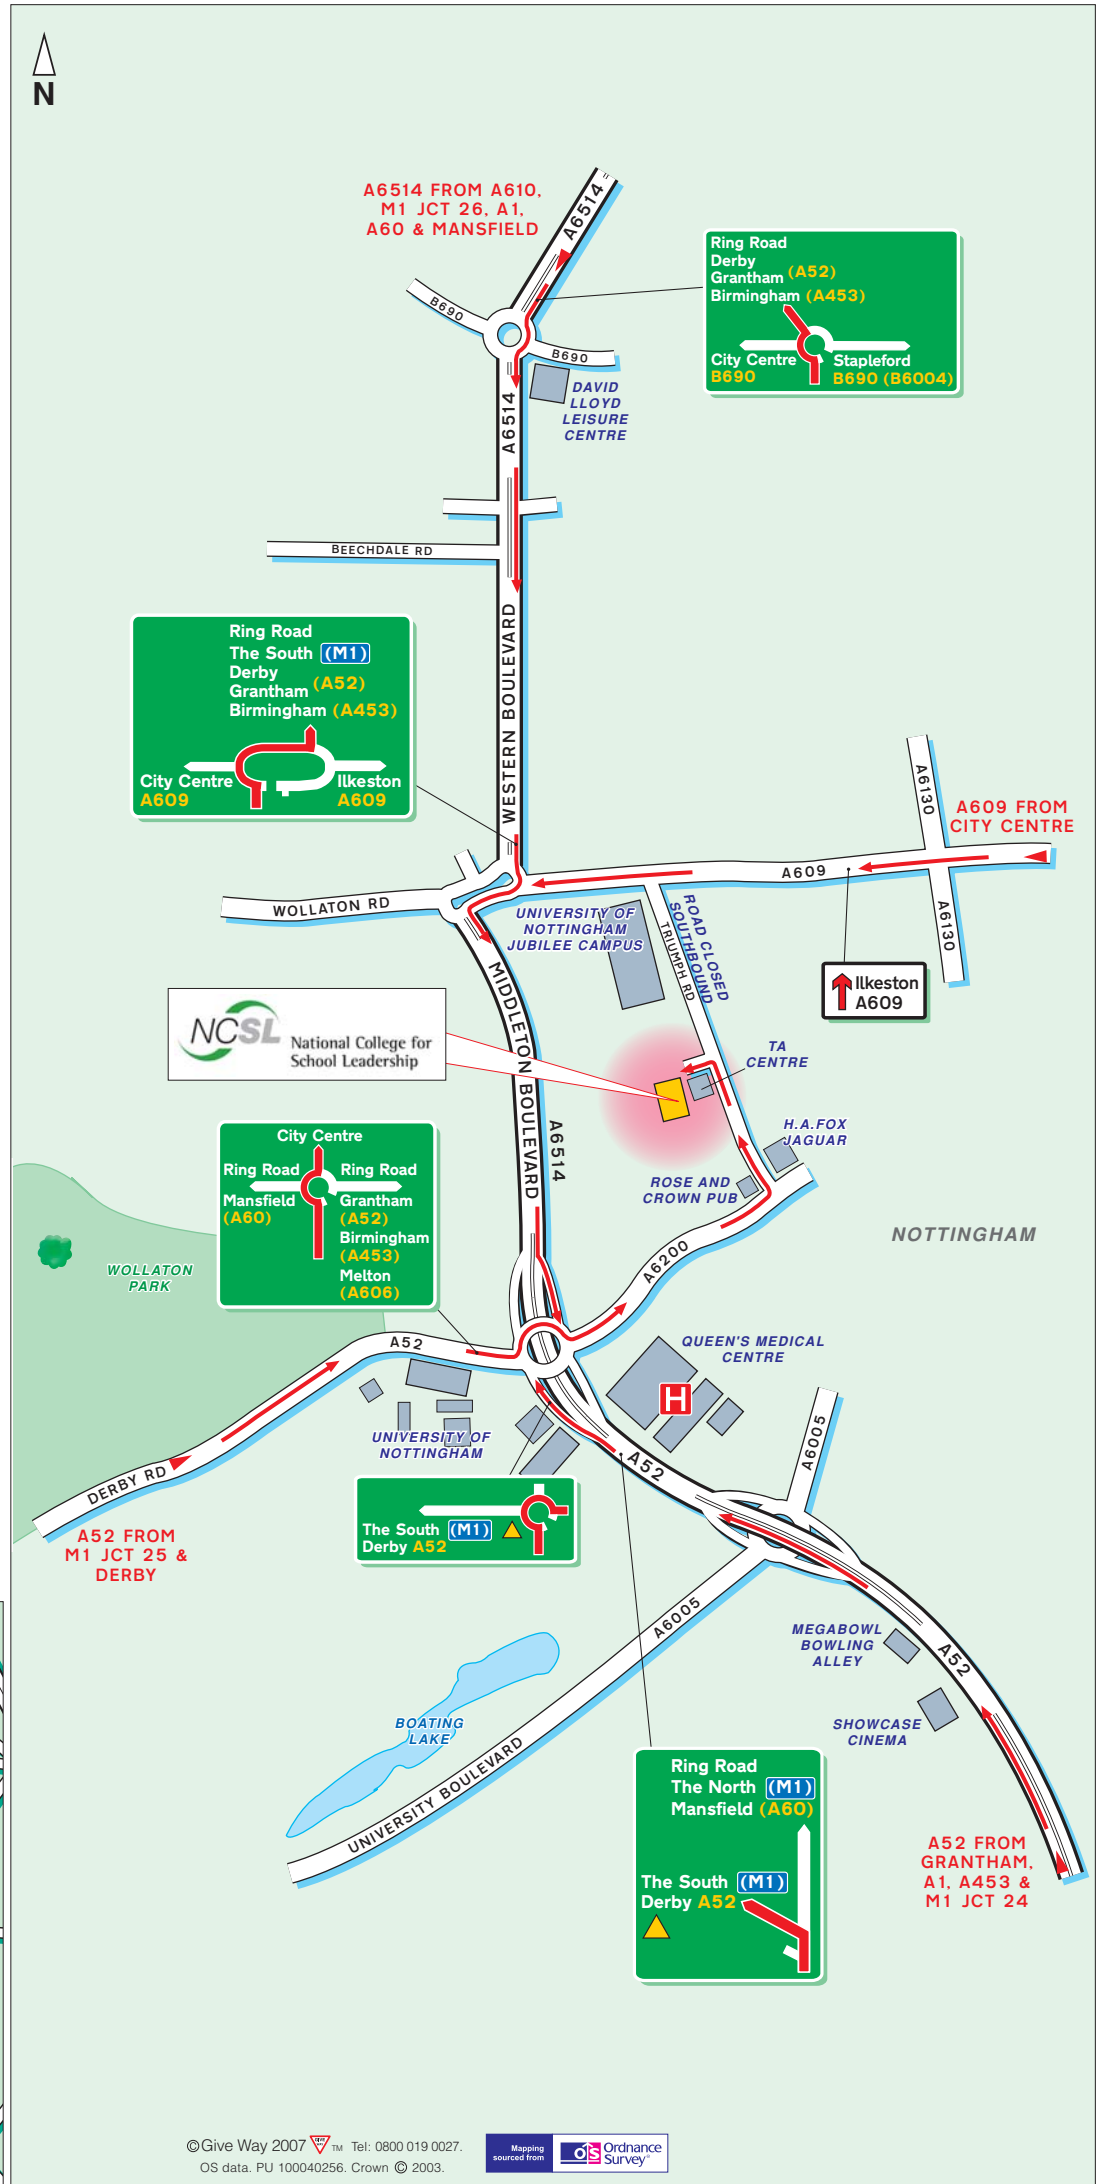 N
A6514 FROM A610,
M1 JCT 26, A1,
A60 & MANSFIELD
A6514
Ring Road
Derby
Grantham (A52)
Birmingham (A453)
City Centre
B690
Stapleford
B690 (B6004)
B690
B690
DAVID
LLOYD
LEISURE
CENTRE
A6514
BEECHDALE RD
WESTERN BOULEVARD
Ring Road
The South (M1)
Derby
Grantham (A52)
Birmingham (A453)
City Centre
A609
Ilkeston
A609
A6130
A609 FROM
CITY CENTRE
A609
A6130
WOLLATON RD
UNIVERSITY OF
NOTTINGHAM
JUBILEE CAMPUS
ROAD CLOSED
SOUTHBOUND
TRIUMPH RD
Ilkeston
A609
MIDDLETON BOULEVARD
NCSL
National College for
School Leadership
TA
CENTRE
A6514
H.A.FOX
JAGUAR
City Centre
Ring Road
Mansfield
(A60)
Ring Road
Grantham
(A52)
Birmingham
(A453)
Melton
(A606)
ROSE AND
CROWN PUB
NOTTINGHAM
A6200
WOLLATON
PARK
A52
QUEEN'S MEDICAL
CENTRE
H
UNIVERSITY OF
NOTTINGHAM
A6005
A52
DERBY RD
The South (M1)
Derby A52
A52 FROM
M1 JCT 25 &
DERBY
A6005
MEGABOWL
BOWLING
ALLEY
A52
SHOWCASE
CINEMA
BOATING
LAKE
UNIVERSITY BOULEVARD
Ring Road
The North (M1)
Mansfield (A60)
The South (M1)
Derby A52
A52 FROM
GRANTHAM,
A1, A453 &
M1 JCT 24
© Give Way 2007 GIVE WAY TM Tel: 0800 019 0027.
OS data. PU 100040256. Crown © 2003.
Mapping
sourced from
OS Ordnance
Survey®